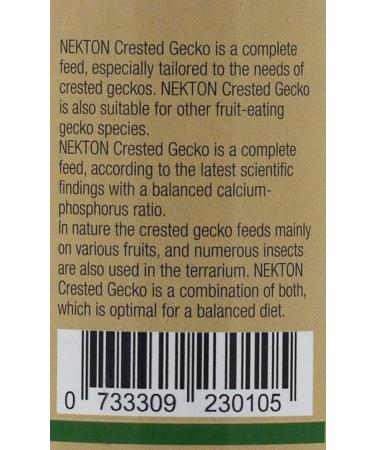 NEKTON Crested Gecko is a complete
feed, especially tailored to the needs of
crested geckos. NEKTON Crested Gecko
is also suitable for other fruit-eating
gecko species.
NEKTON Crested Gecko is a complete
feed, according to the latest scientific
findings with a balanced calcium-
phosphorus ratio.
In nature the crested gecko feeds mainly
on various fruits, and numerous insects
are also used in the terrarium. NEKTON
Crested Gecko is a combination of both,
which is optimal for a balanced diet.
0 733309 230105